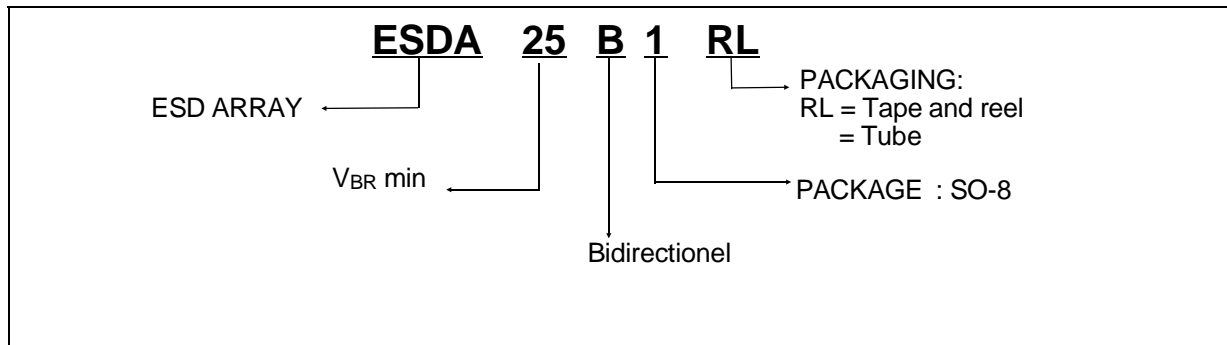 ESDA 25 B 1 RL
ESD ARRAY
PACKAGING:
RL = Tape and reel
= Tube
VBR min
PACKAGE : SO-8
Bidirectionel